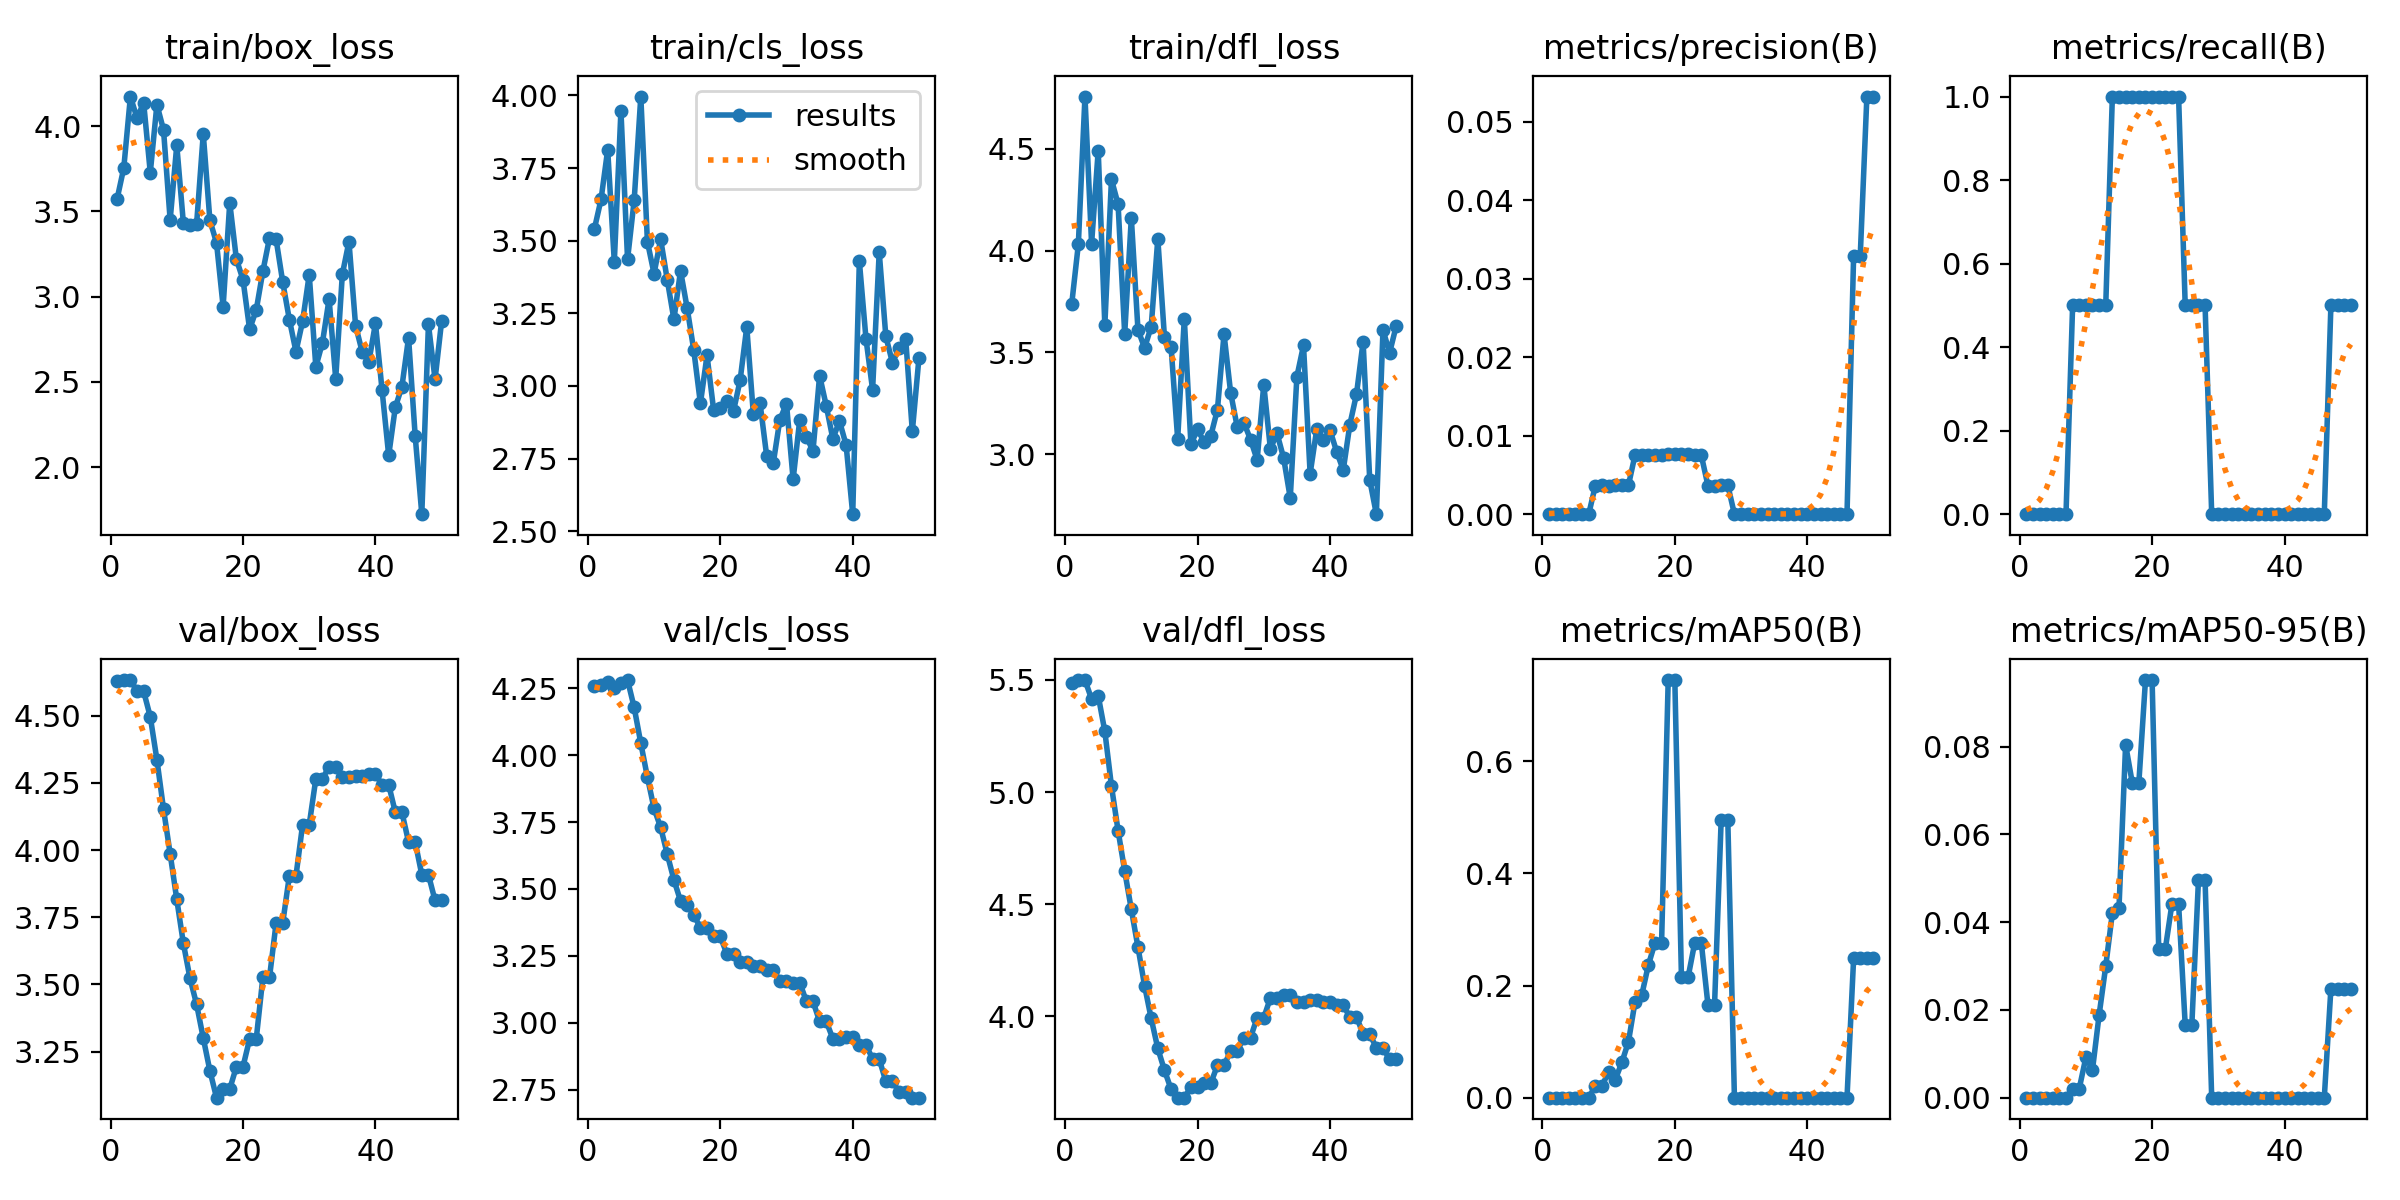 train/box_loss
train/cls_loss
train/dfl_loss
metrics/precision(B)
metrics/recall(B)
4.0
3.5
3.0
2.5
2.0
0 20 40
4.00
3.75
3.50
3.25
3.00
2.75
2.50
0 20 40
results
smooth
4.5
4.0
3.5
3.0
0 20 40
0.05
0.04
0.03
0.02
0.01
0.00
0 20 40
1.0
0.8
0.6
0.4
0.2
0.0
0 20 40
val/box_loss
val/cls_loss
val/dfl_loss
metrics/mAP50(B)
metrics/mAP50-95(B)
4.50
4.25
4.00
3.75
3.50
3.25
0 20 40
4.25
4.00
3.75
3.50
3.25
3.00
2.75
0 20 40
5.5
5.0
4.5
4.0
0 20 40
0.6
0.4
0.2
0.0
0 20 40
0.08
0.06
0.04
0.02
0.00
0 20 40